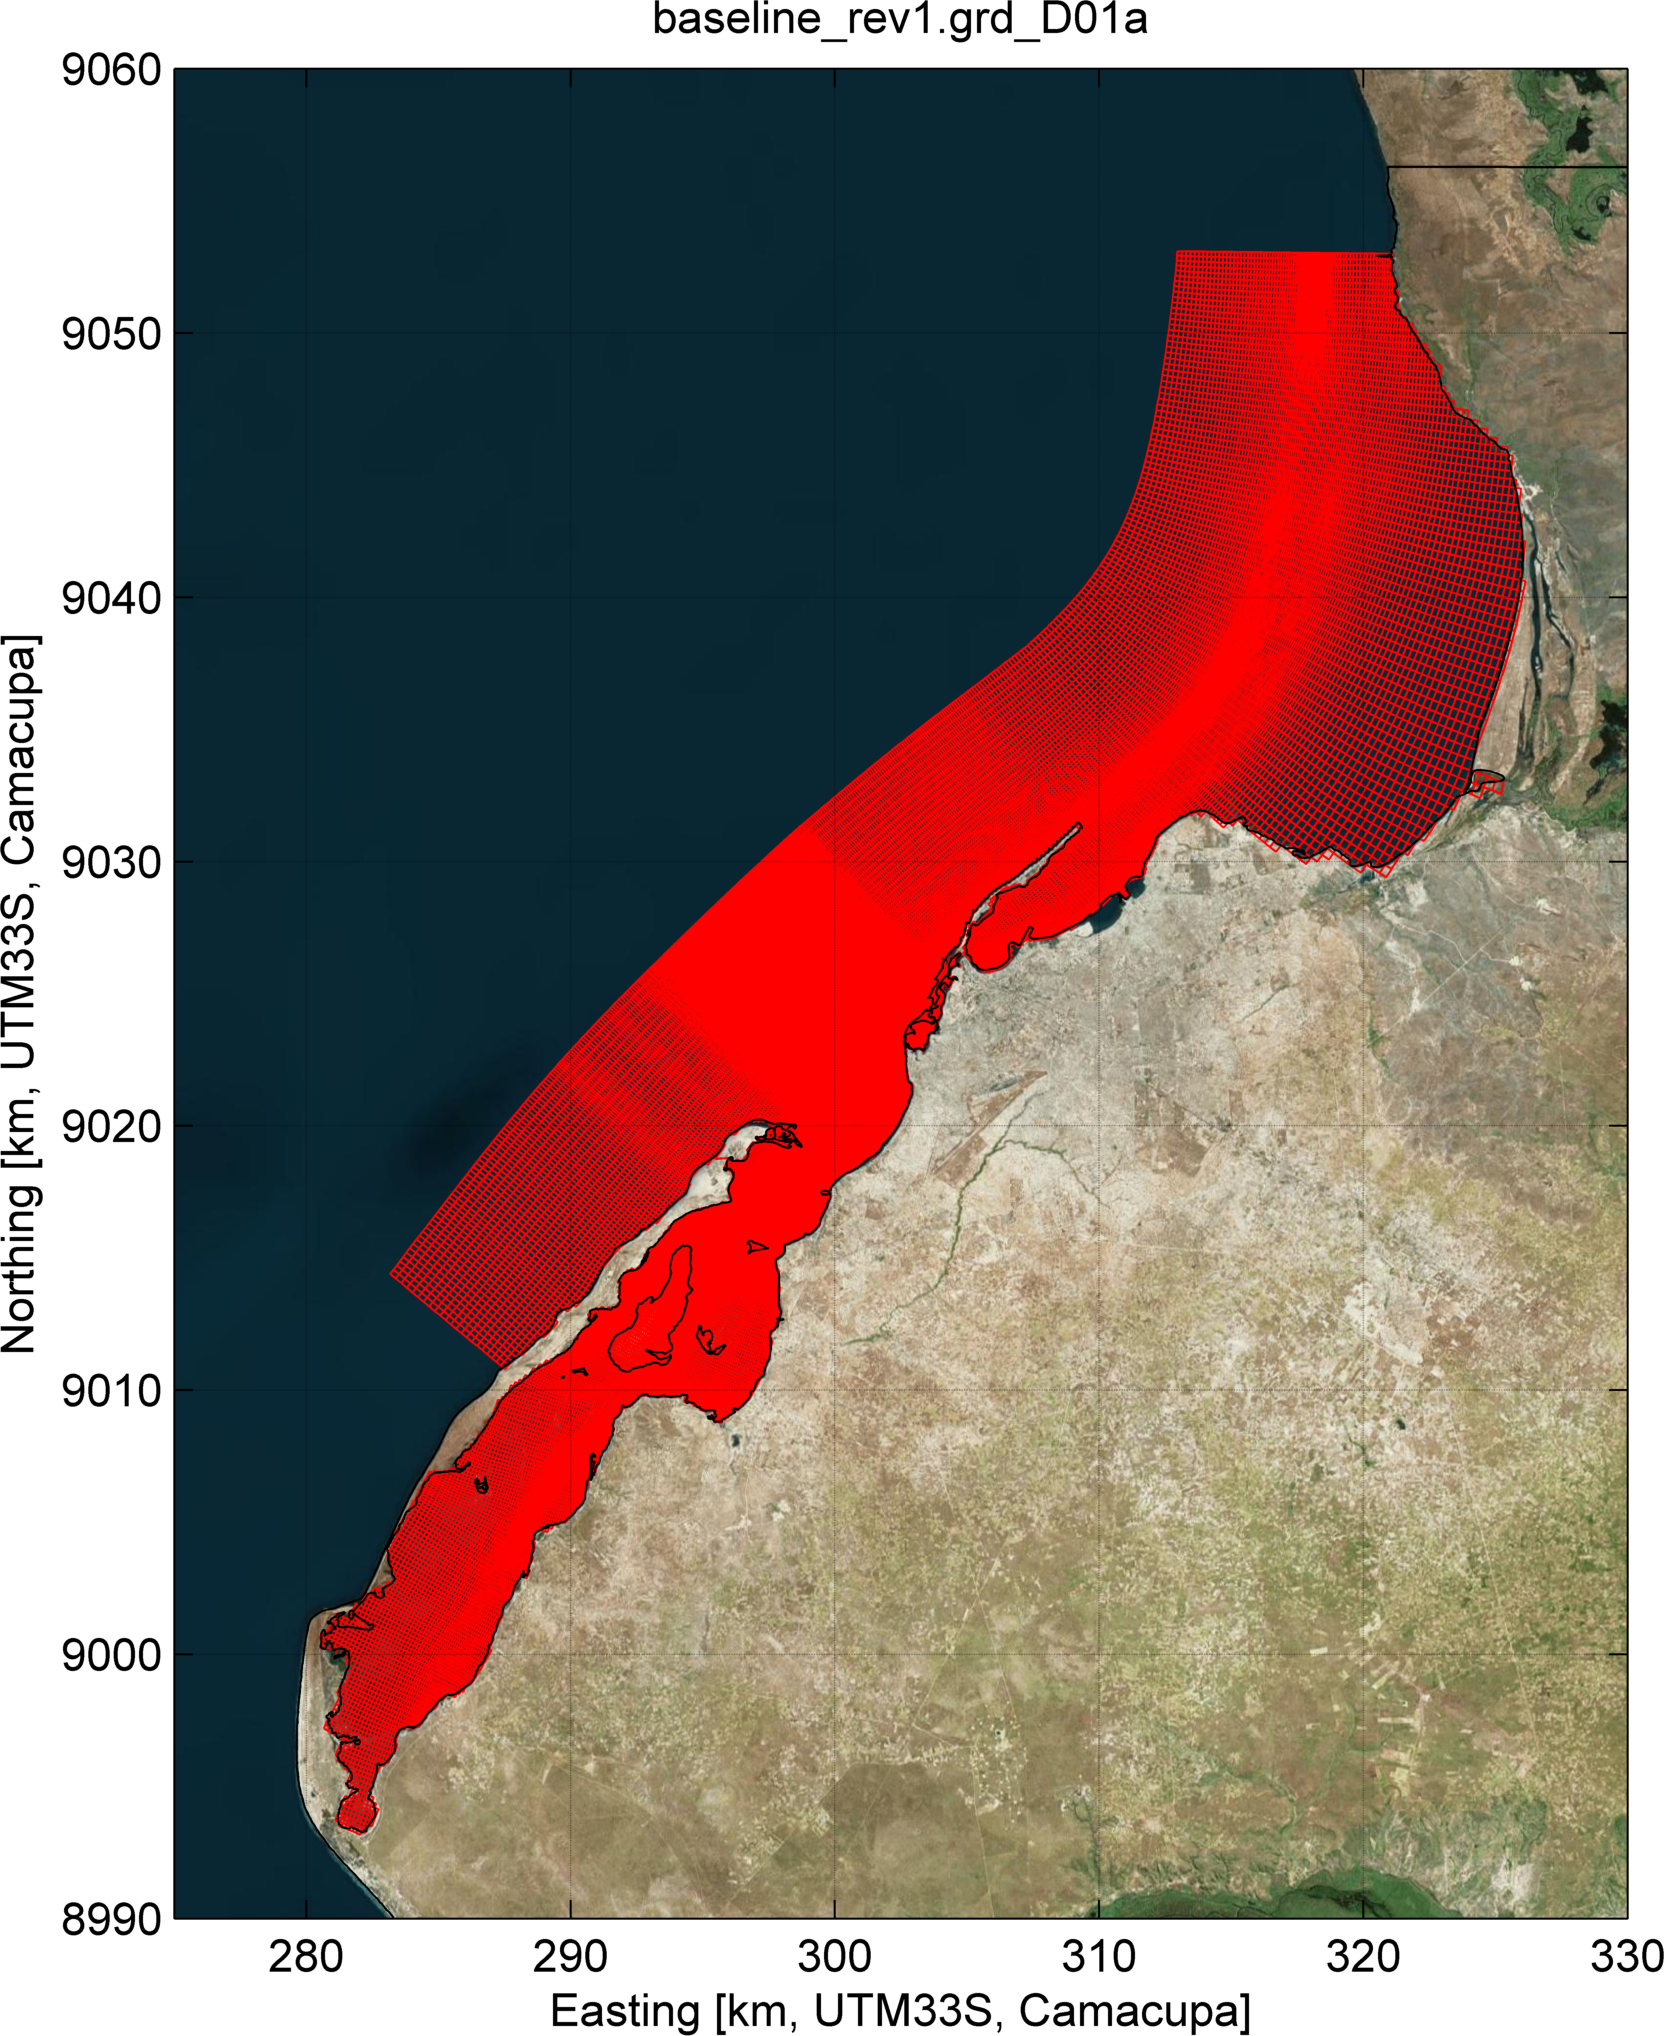 baseline_rev1.grd_D01a
9060
9050
9040
9030
9020
9010
9000
8990
Northing [km, UTM33S, Camacupa]
280 290 300 310 320 330
Easting [km, UTM33S, Camacupa]